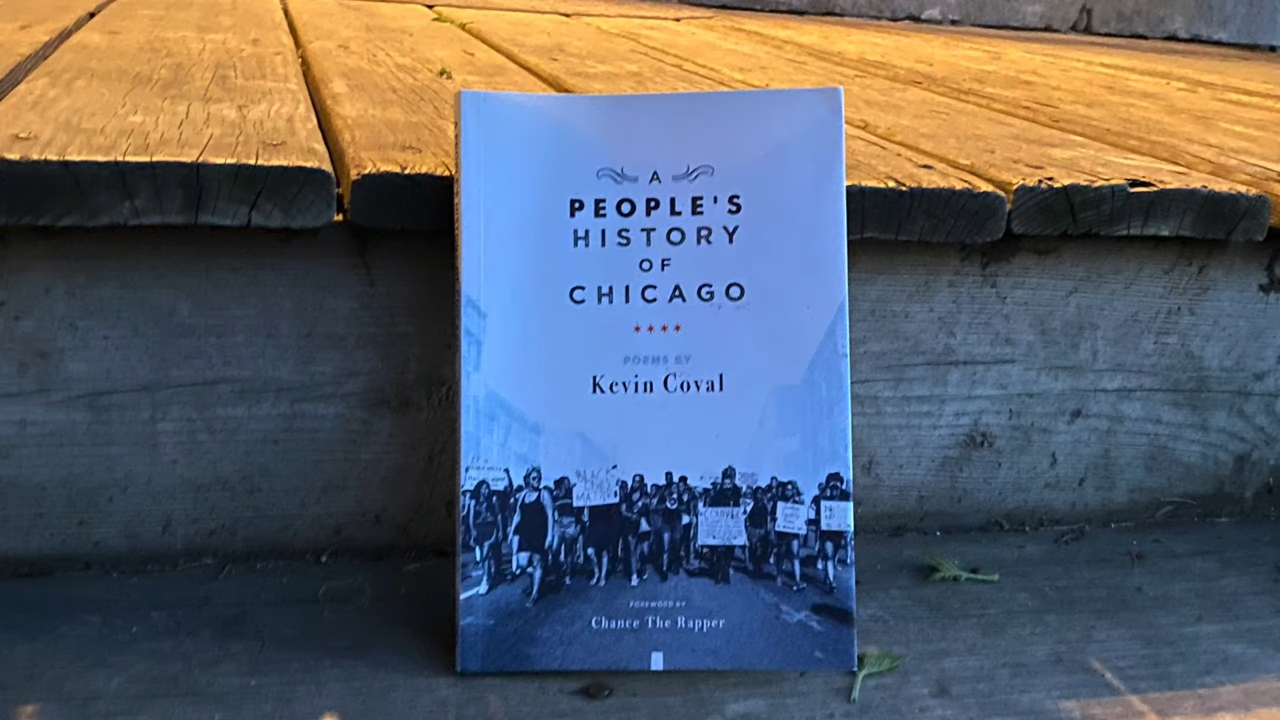 A
PEOPLE'S
HISTORY
OF
CHICAGO
POEMS BY
Kevin Coval
FOREWORD BY
Chance The Rapper